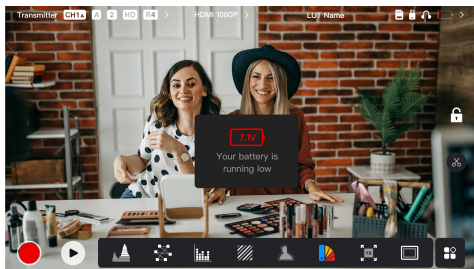 Transmitter CH1A A 2 HD R4 > HDMI 1080P > LUT Name
7.1V
Your battery is
running low